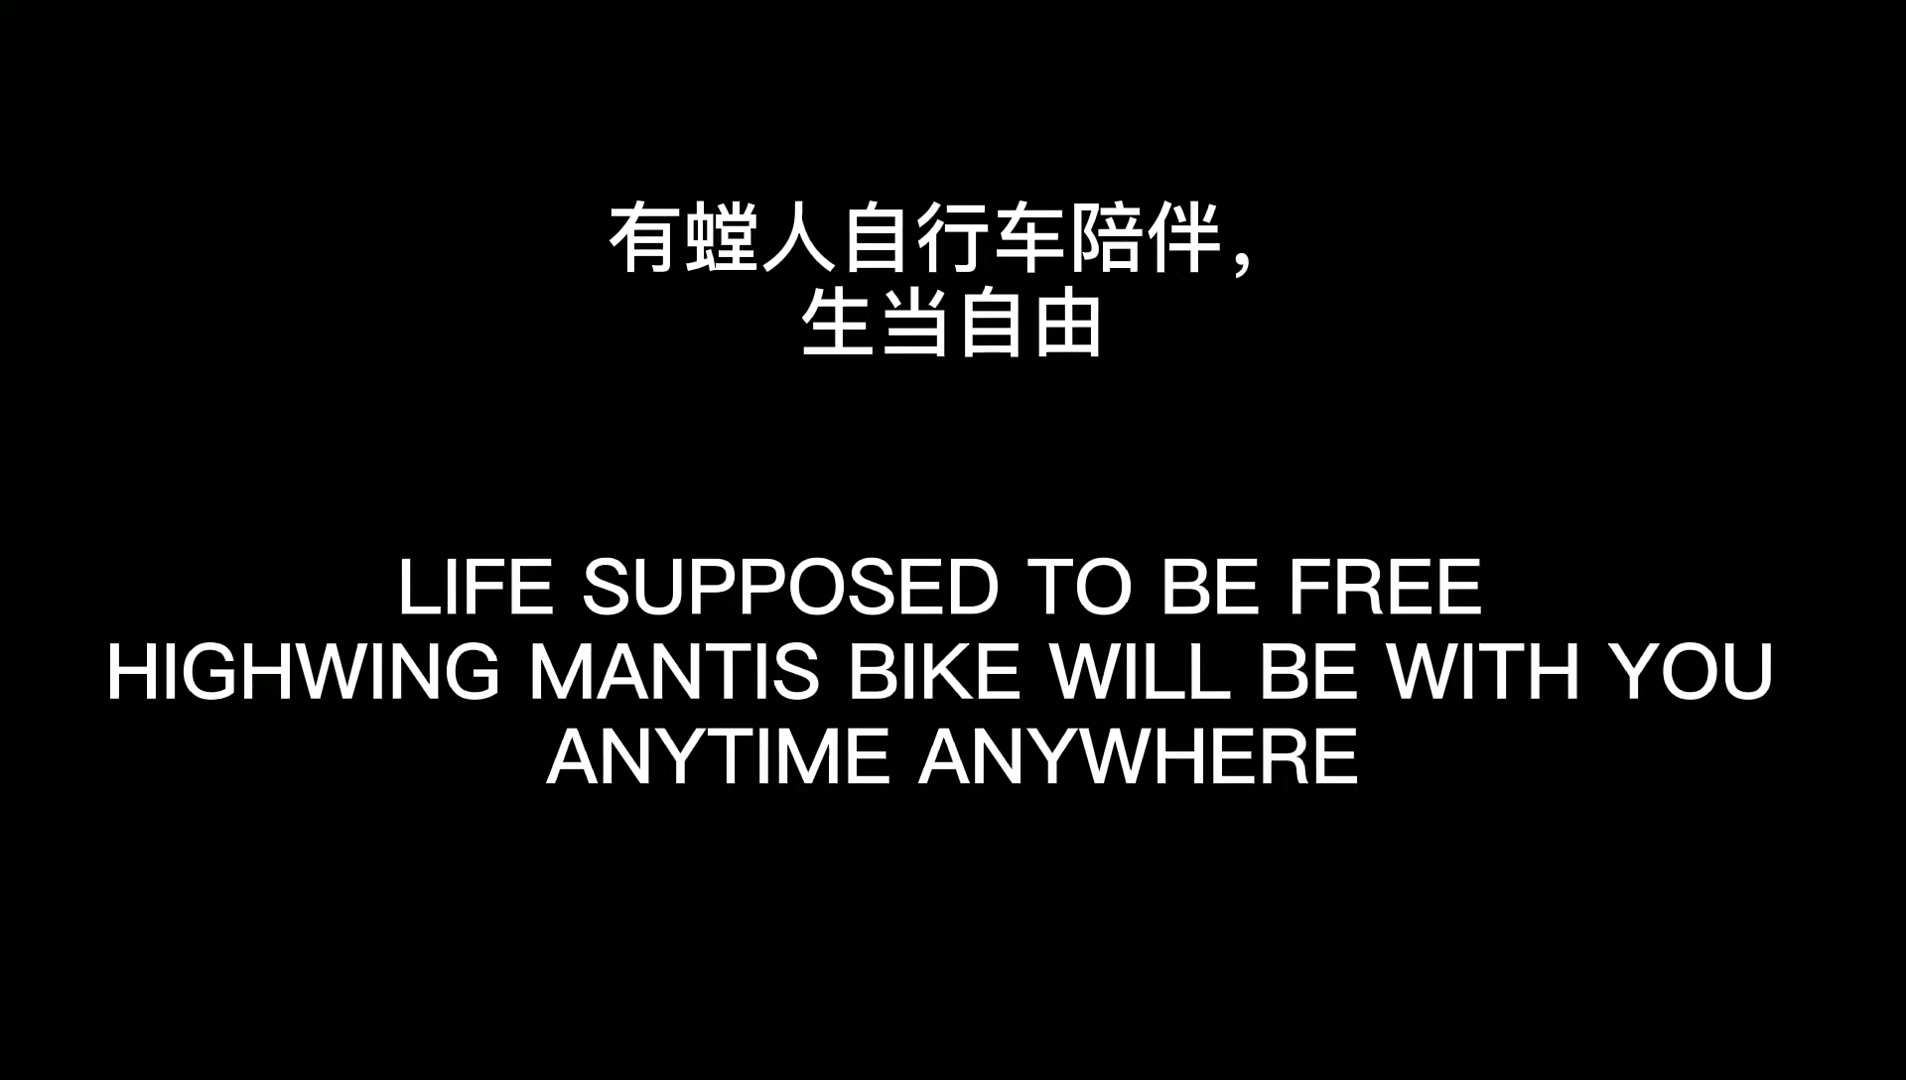 有螳人自行车陪伴，
生当自由
LIFE SUPPOSED TO BE FREE
HIGHWING MANTIS BIKE WILL BE WITH YOU
ANYTIME ANYWHERE